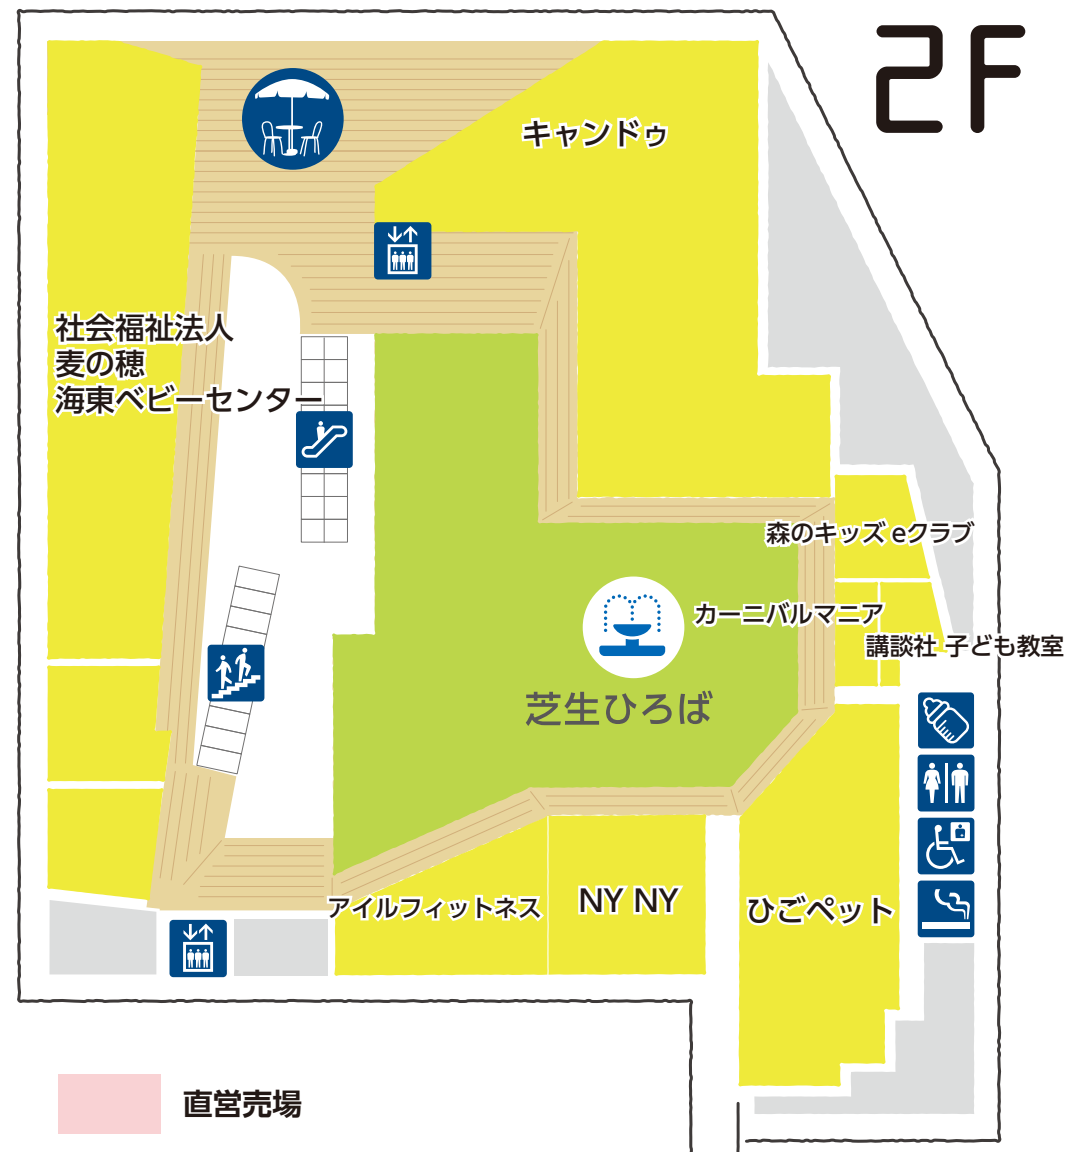 2F
キャンドゥ
社会福祉法人
麦の穂
海東ベビーセンター
森のキッズ eクラブ
カーニバルマニア
講談社 子ども教室
芝生ひろば
アイルフィットネス
NY NY
ひごペット
直営売場